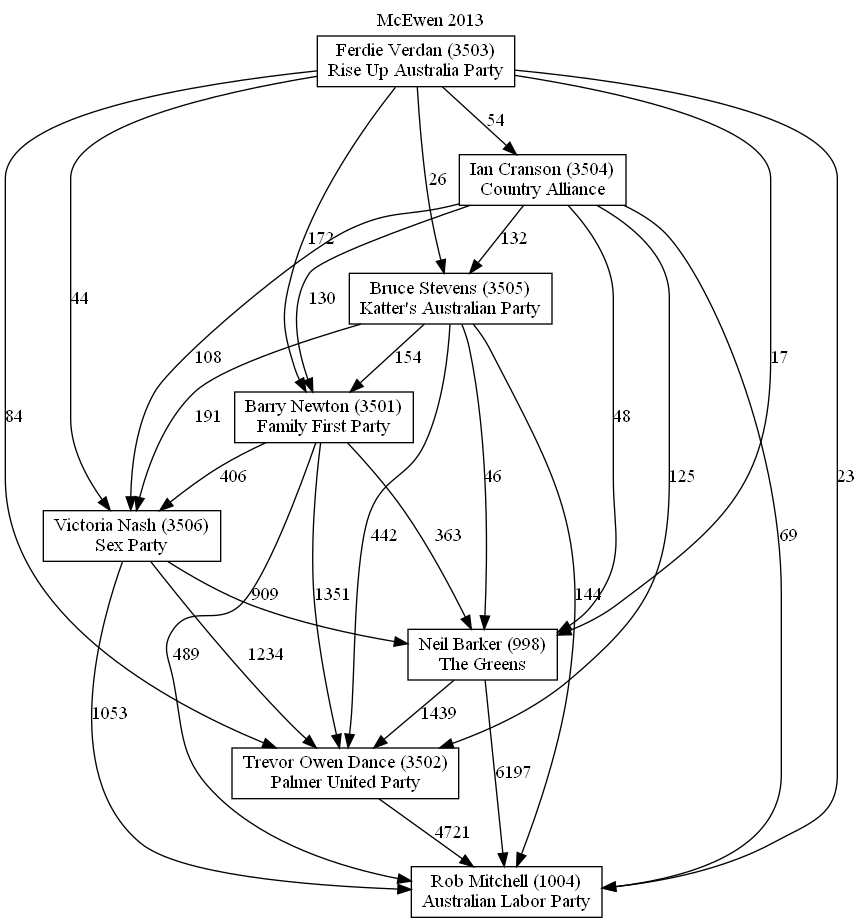 McEwen 2013
Ferdie Verdan (3503)
Rise Up Australia Party
54
Ian Cranson (3504)
Country Alliance
26
172
132
Bruce Stevens (3505)
Katter's Australian Party
44
130
108
154
17
Barry Newton (3501)
Family First Party
84
191
48
406
46
125
23
Victoria Nash (3506)
Sex Party
442
363
69
909
1351
144
Neil Barker (998)
The Greens
489
1234
1053
1439
Trevor Owen Dance (3502)
Palmer United Party
6197
4721
Rob Mitchell (1004)
Australian Labor Party